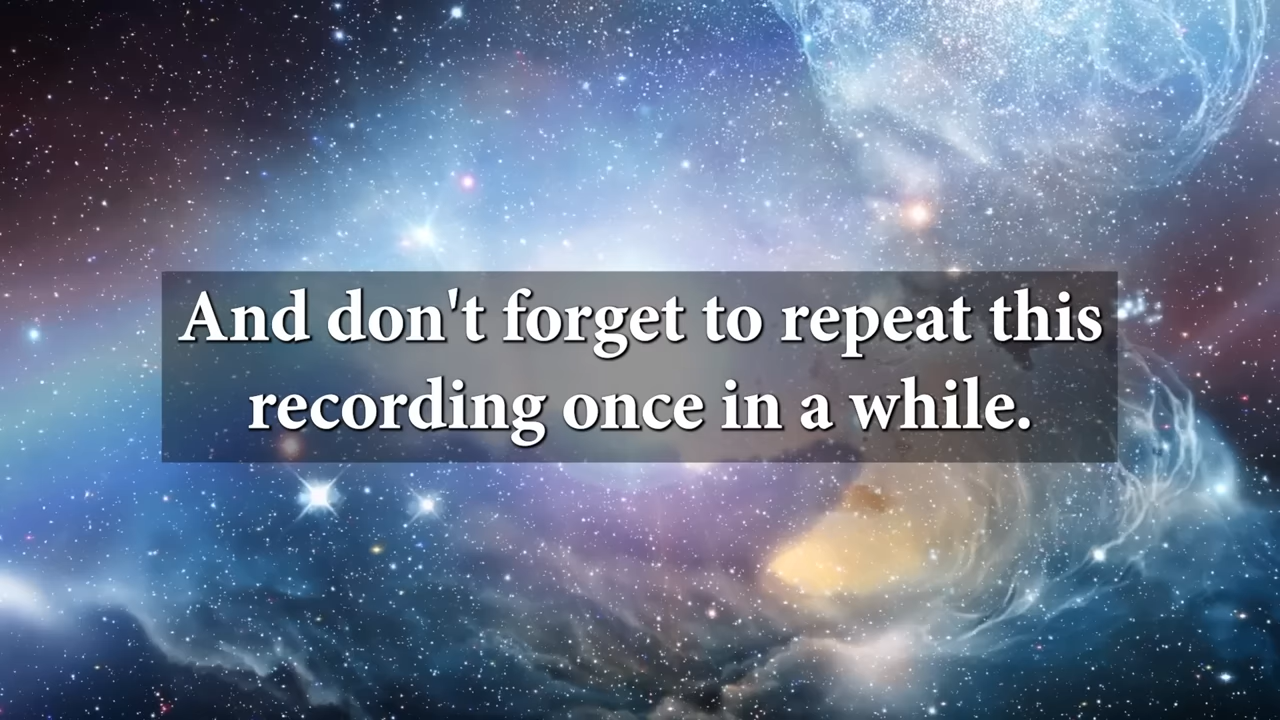 And don't forget to repeat this
recording once in a while.